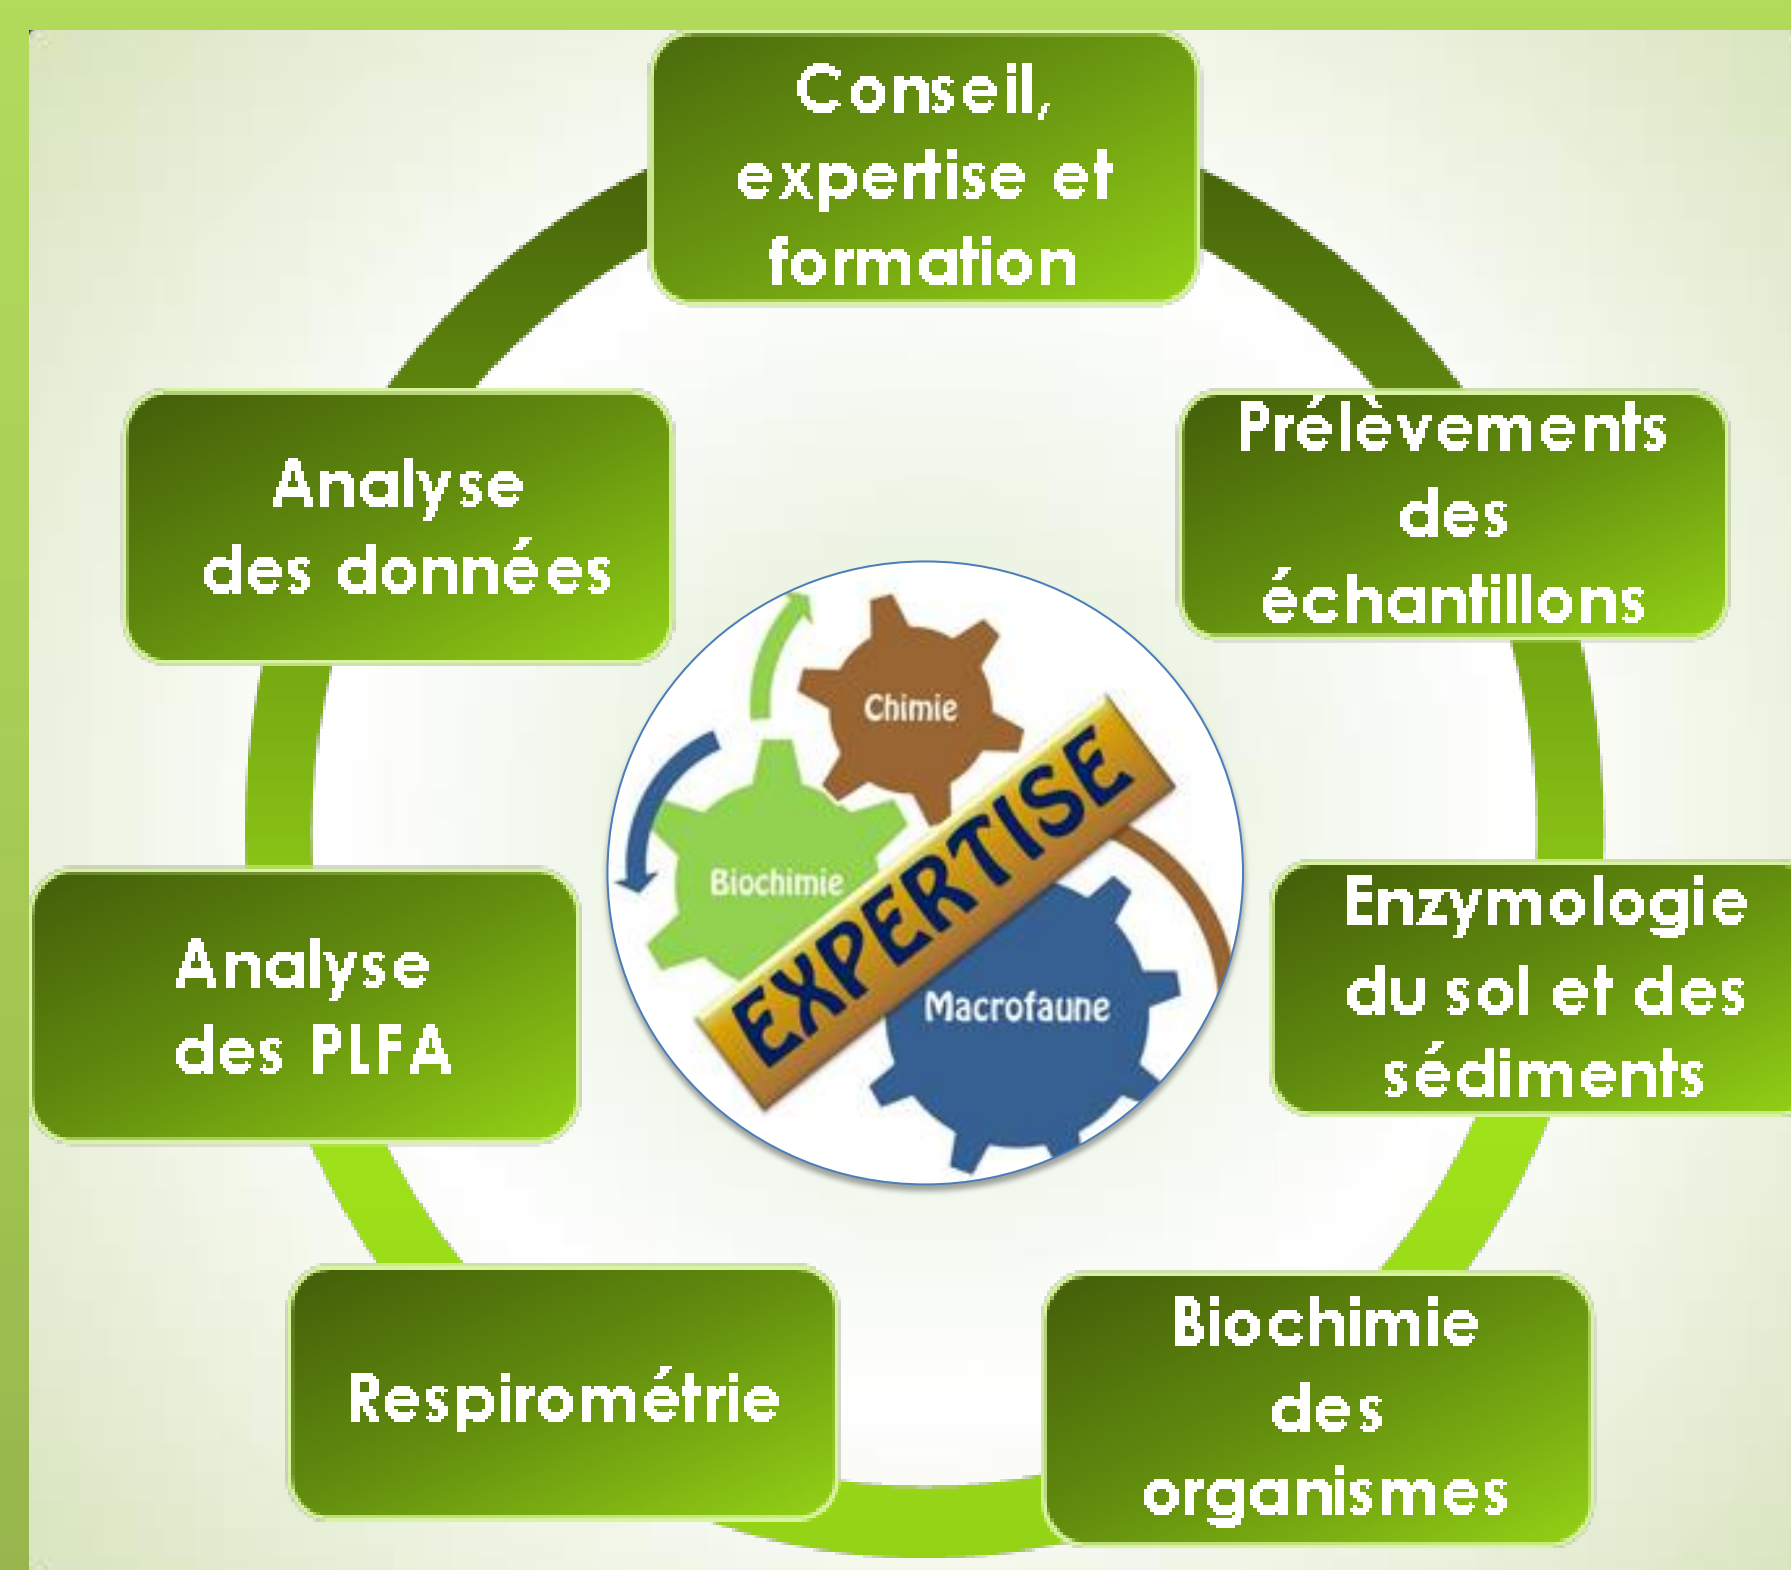 Conseil,
expertise et
formation
Prélèvements
des
échantillons
Enzymologie
du sol et des
sédiments
Biochimie
des
organismes
Respirométrie
Analyse
des PLFA
Analyse
des données
Chimie
Biochimie
EXPERTISE
Macrofaune